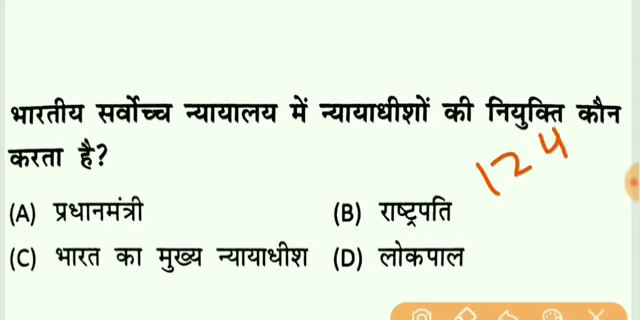 भारतीय सर्वोच्च न्यायालय में न्यायाधीशों की नियुक्ति कौन
करता है?
124
(A) प्रधानमंत्री (B) राष्ट्रपति
(C) भारत का मुख्य न्यायाधीश (D) लोकपाल